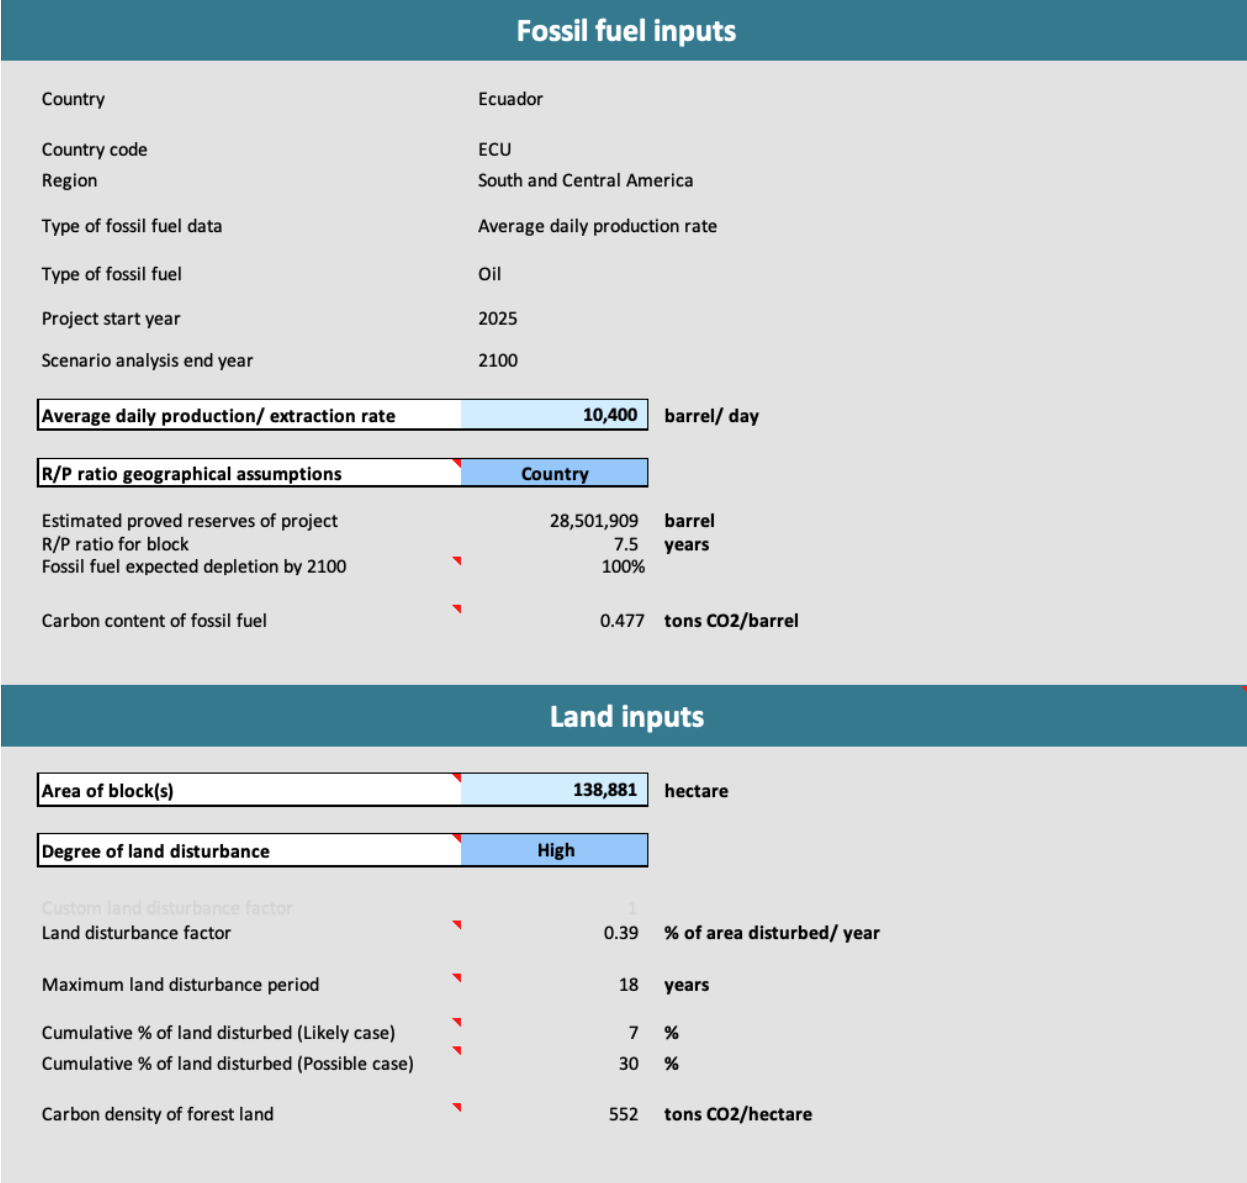 Fossil fuel inputs
Country Ecuador
Country code ECU
Region South and Central America
Type of fossil fuel data Average daily production rate
Type of fossil fuel Oil
Project start year 2025
Scenario analysis end year 2100
Average daily production/ extraction rate 10,400 barrel/ day
R/P ratio geographical assumptions Country
Estimated proved reserves of project 28,501,909 barrel
R/P ratio for block 7.5 years
Fossil fuel expected depletion by 2100 100%
Carbon content of fossil fuel 0.477 tons CO2/barrel
Land inputs
Area of block(s) 138,881 hectare
Degree of land disturbance High
Custom land disturbance factor 1
Land disturbance factor 0.39 % of area disturbed/ year
Maximum land disturbance period 18 years
Cumulative % of land disturbed (Likely case) 7 %
Cumulative % of land disturbed (Possible case) 30 %
Carbon density of forest land 552 tons CO2/hectare